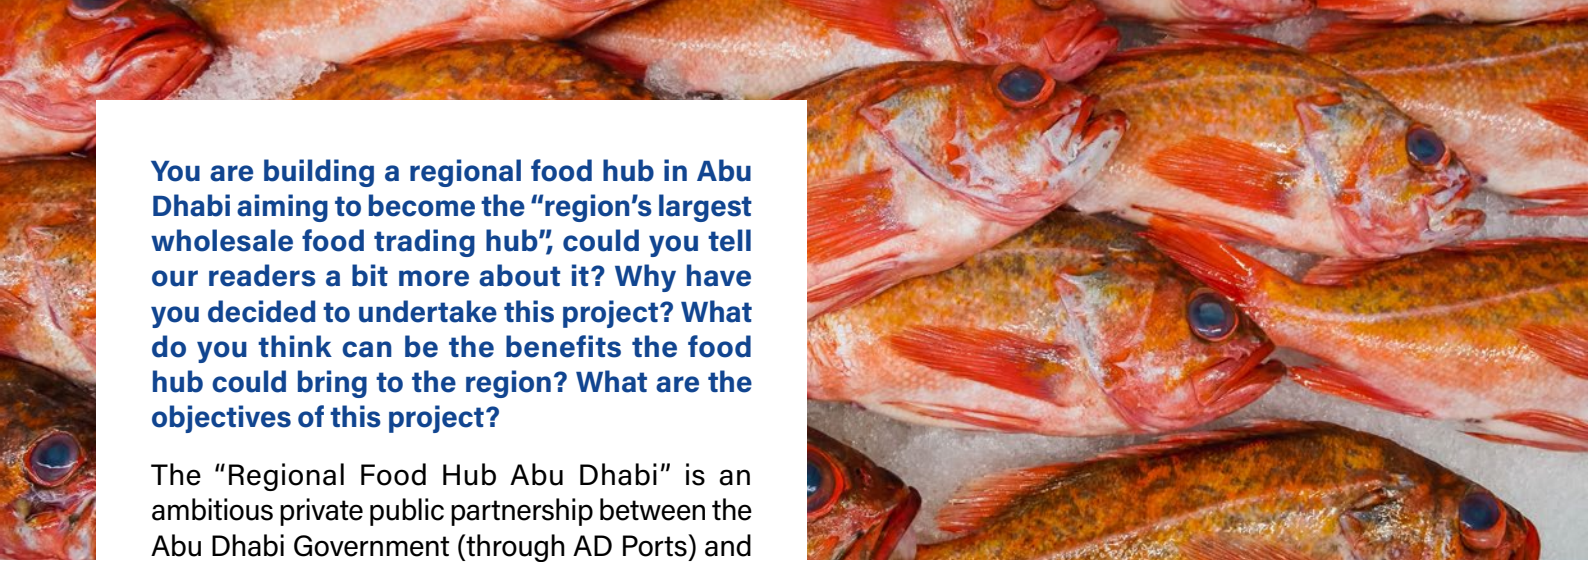 You are building a regional food hub in Abu
Dhabi aiming to become the “region’s largest
wholesale food trading hub”, could you tell
our readers a bit more about it? Why have
you decided to undertake this project? What
do you think can be the benefits the food
hub could bring to the region? What are the
objectives of this project?
The “Regional Food Hub Abu Dhabi” is an
ambitious private public partnership between the
Abu Dhabi Government (through AD Ports) and